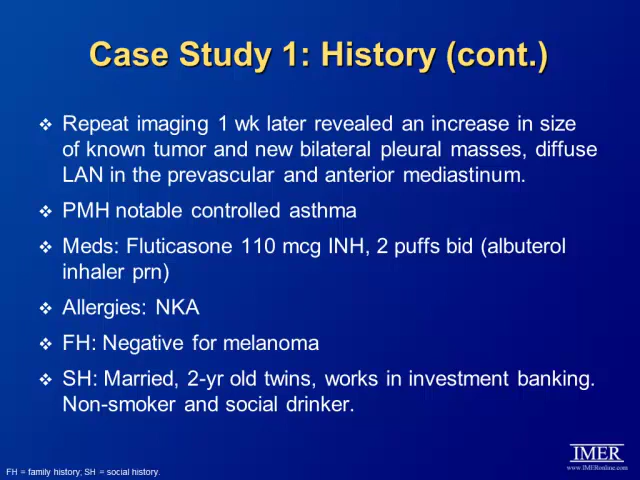 Case Study 1: History (cont.)
❖ Repeat imaging 1 wk later revealed an increase in size
of known tumor and new bilateral pleural masses, diffuse
LAN in the prevascular and anterior mediastinum.
❖ PMH notable controlled asthma
❖ Meds: Fluticasone 110 mcg INH, 2 puffs bid (albuterol
inhaler prn)
❖ Allergies: NKA
❖ FH: Negative for melanoma
❖ SH: Married, 2-yr old twins, works in investment banking.
Non-smoker and social drinker.
IMER
www.IMERonline.com
FH = family history; SH = social history.